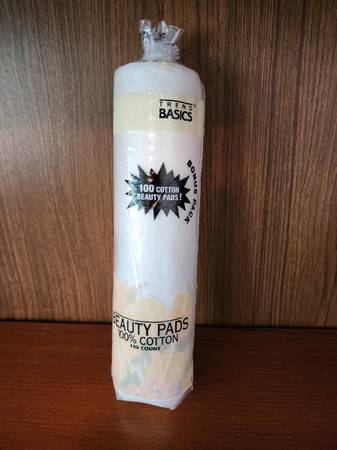 TREND
BASICS
BONUS PACK
100 COTTON
BEAUTY PADS!
BEAUTY PADS
100% COTTON
100 COUNT